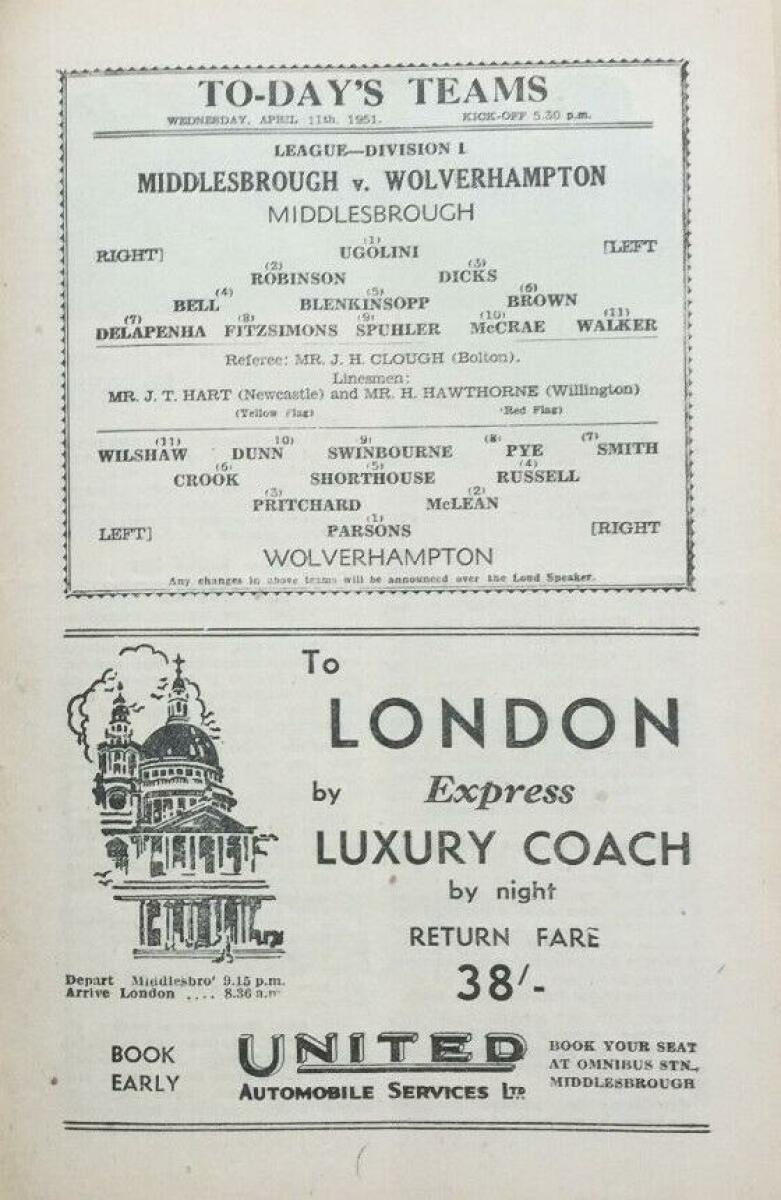 TO-DAY'S TEAMS
WEDNESDAY, APRIL 11th, 1951. KICK-OFF 5.30 p.m.
LEAGUE—DIVISION 1.
MIDDLESBROUGH v. WOLVERHAMPTON
MIDDLESBROUGH
(1)
RIGHT] UGOLINI [LEFT
(2) (3)
ROBINSON DICKS
(4) (5) (6)
BELL BLENKINSOPP BROWN
(7) (8) (9) (10) (11)
DELAPENHA FITZSIMONS SPUHLER McCRAE WALKER
Referee: MR. J. H. CLOUGH (Bolton).
Linesmen:
MR. J. T. HART (Newcastle) and MR. H. HAWTHORNE (Willington)
(Yellow Flag) (Red Flag)
(11) 10) 9) (8) (7)
WILSHAW DUNN SWINBOURNE PYE SMITH
(6) (5) (4)
CROOK SHORTHOUSE RUSSELL
(3) (2)
PRITCHARD McLEAN
(1)
LEFT] PARSONS [RIGHT
WOLVERHAMPTON
Any changes in above teams will be announced over the Loud Speaker.
To
LONDON
by Express
LUXURY COACH
by night
RETURN FARE
38/-
Depart Middlesbro' 9.15 p.m.
Arrive London .... 8.36 a.m
BOOK EARLY
UNITED
AUTOMOBILE SERVICES LTD
BOOK YOUR SEAT
AT OMNIBUS STN.,
MIDDLESBROUGH